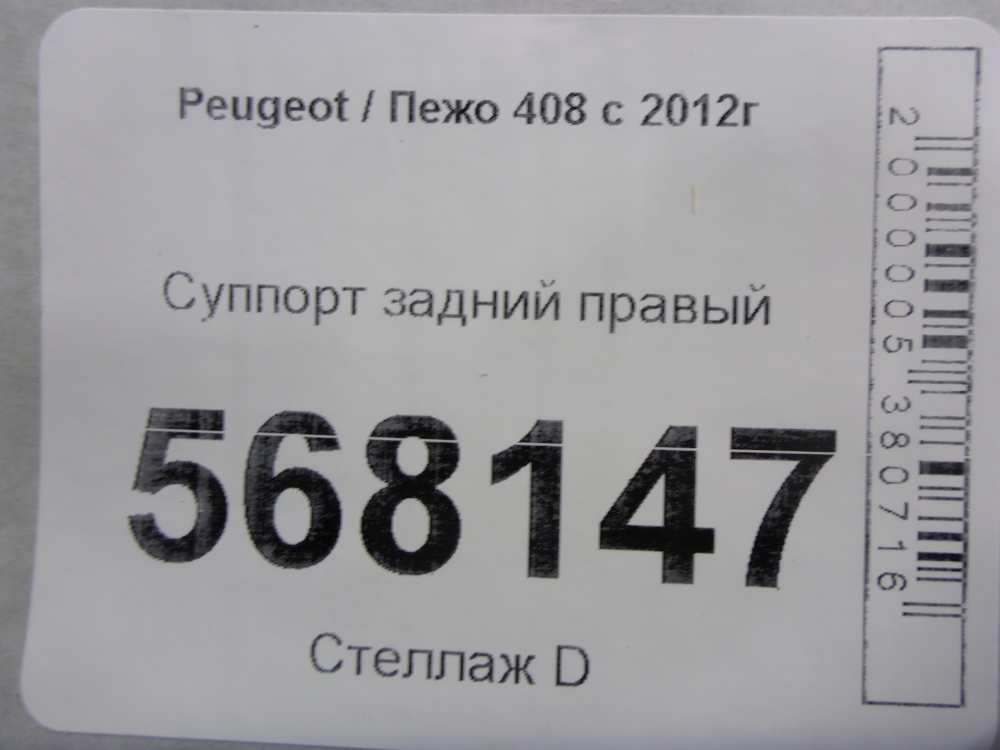 Peugeot / Пежо 408 с 2012г
Суппорт задний правый
568147
Стеллаж D
2000005380716